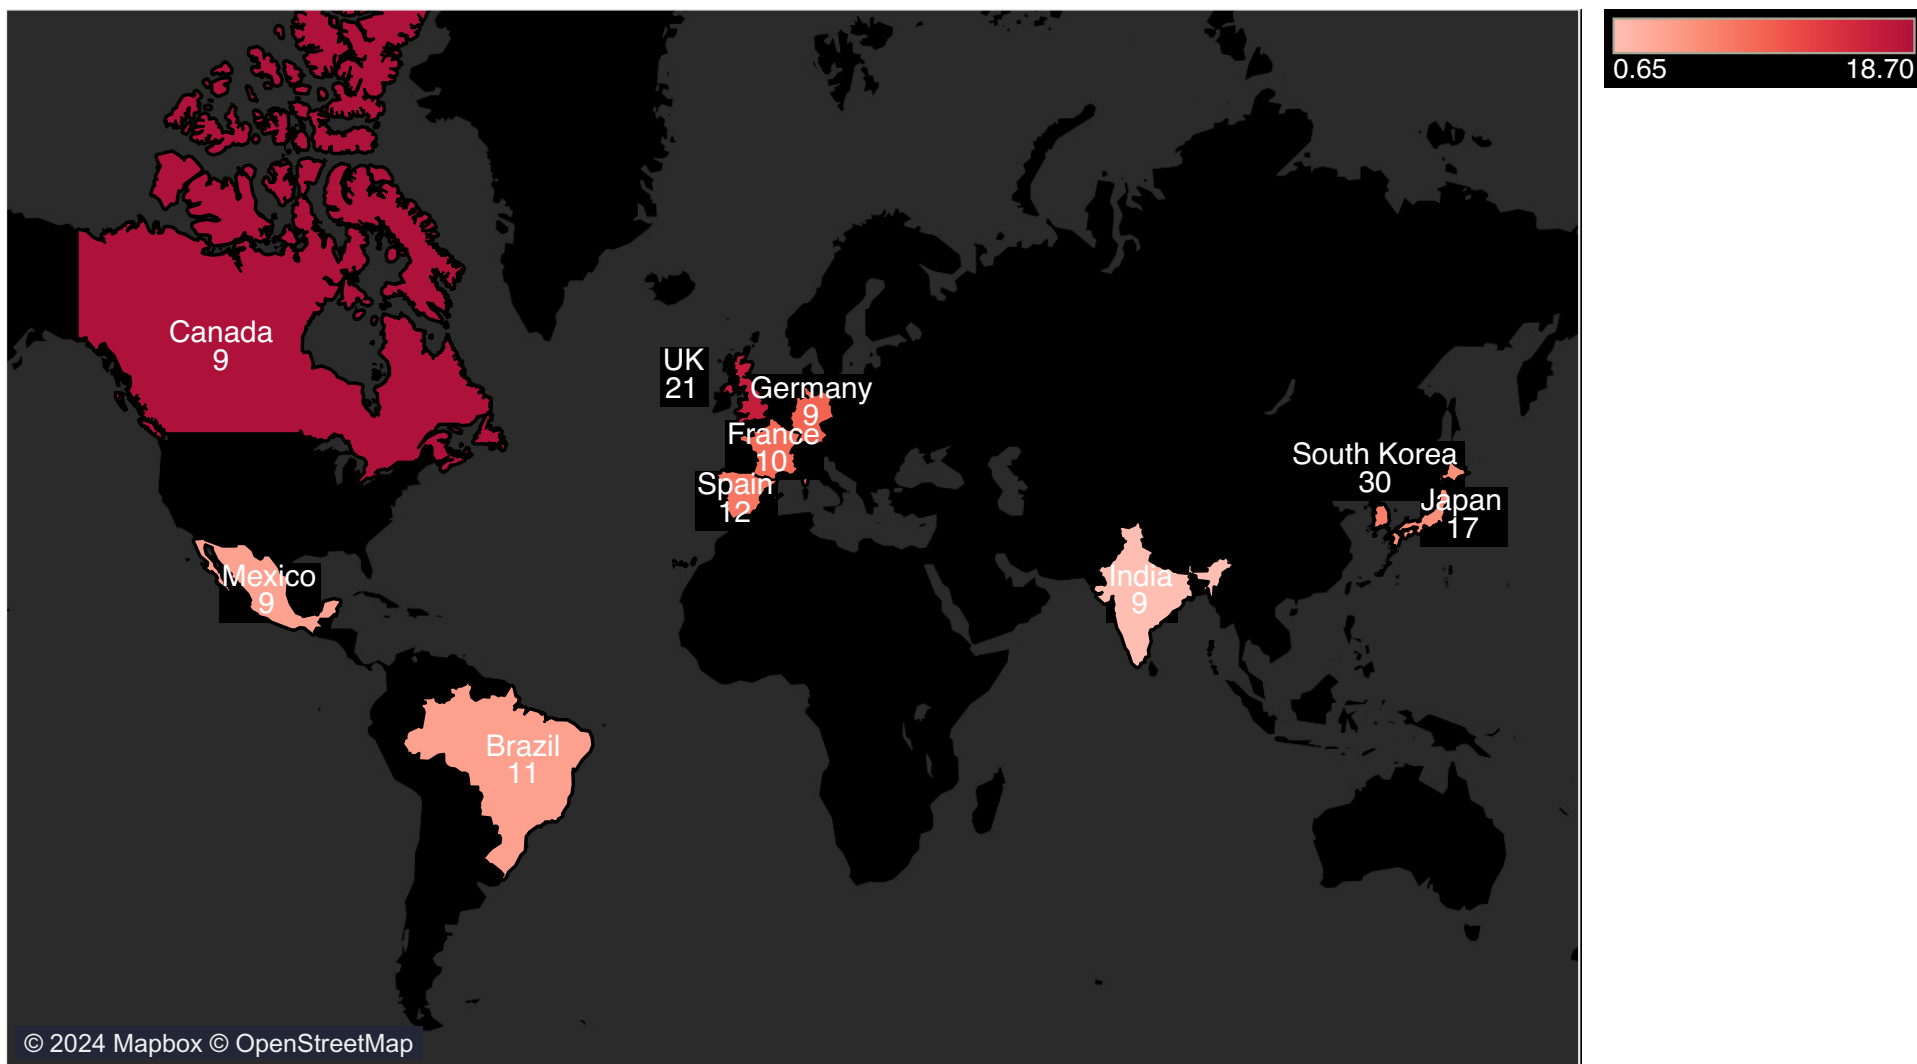 0.65 18.70
Canada
9
UK
21
Germany
9
France
10
Spain
12
South Korea
30
Japan
17
Mexico
9
India
9
Brazil
11
© 2024 Mapbox © OpenStreetMap